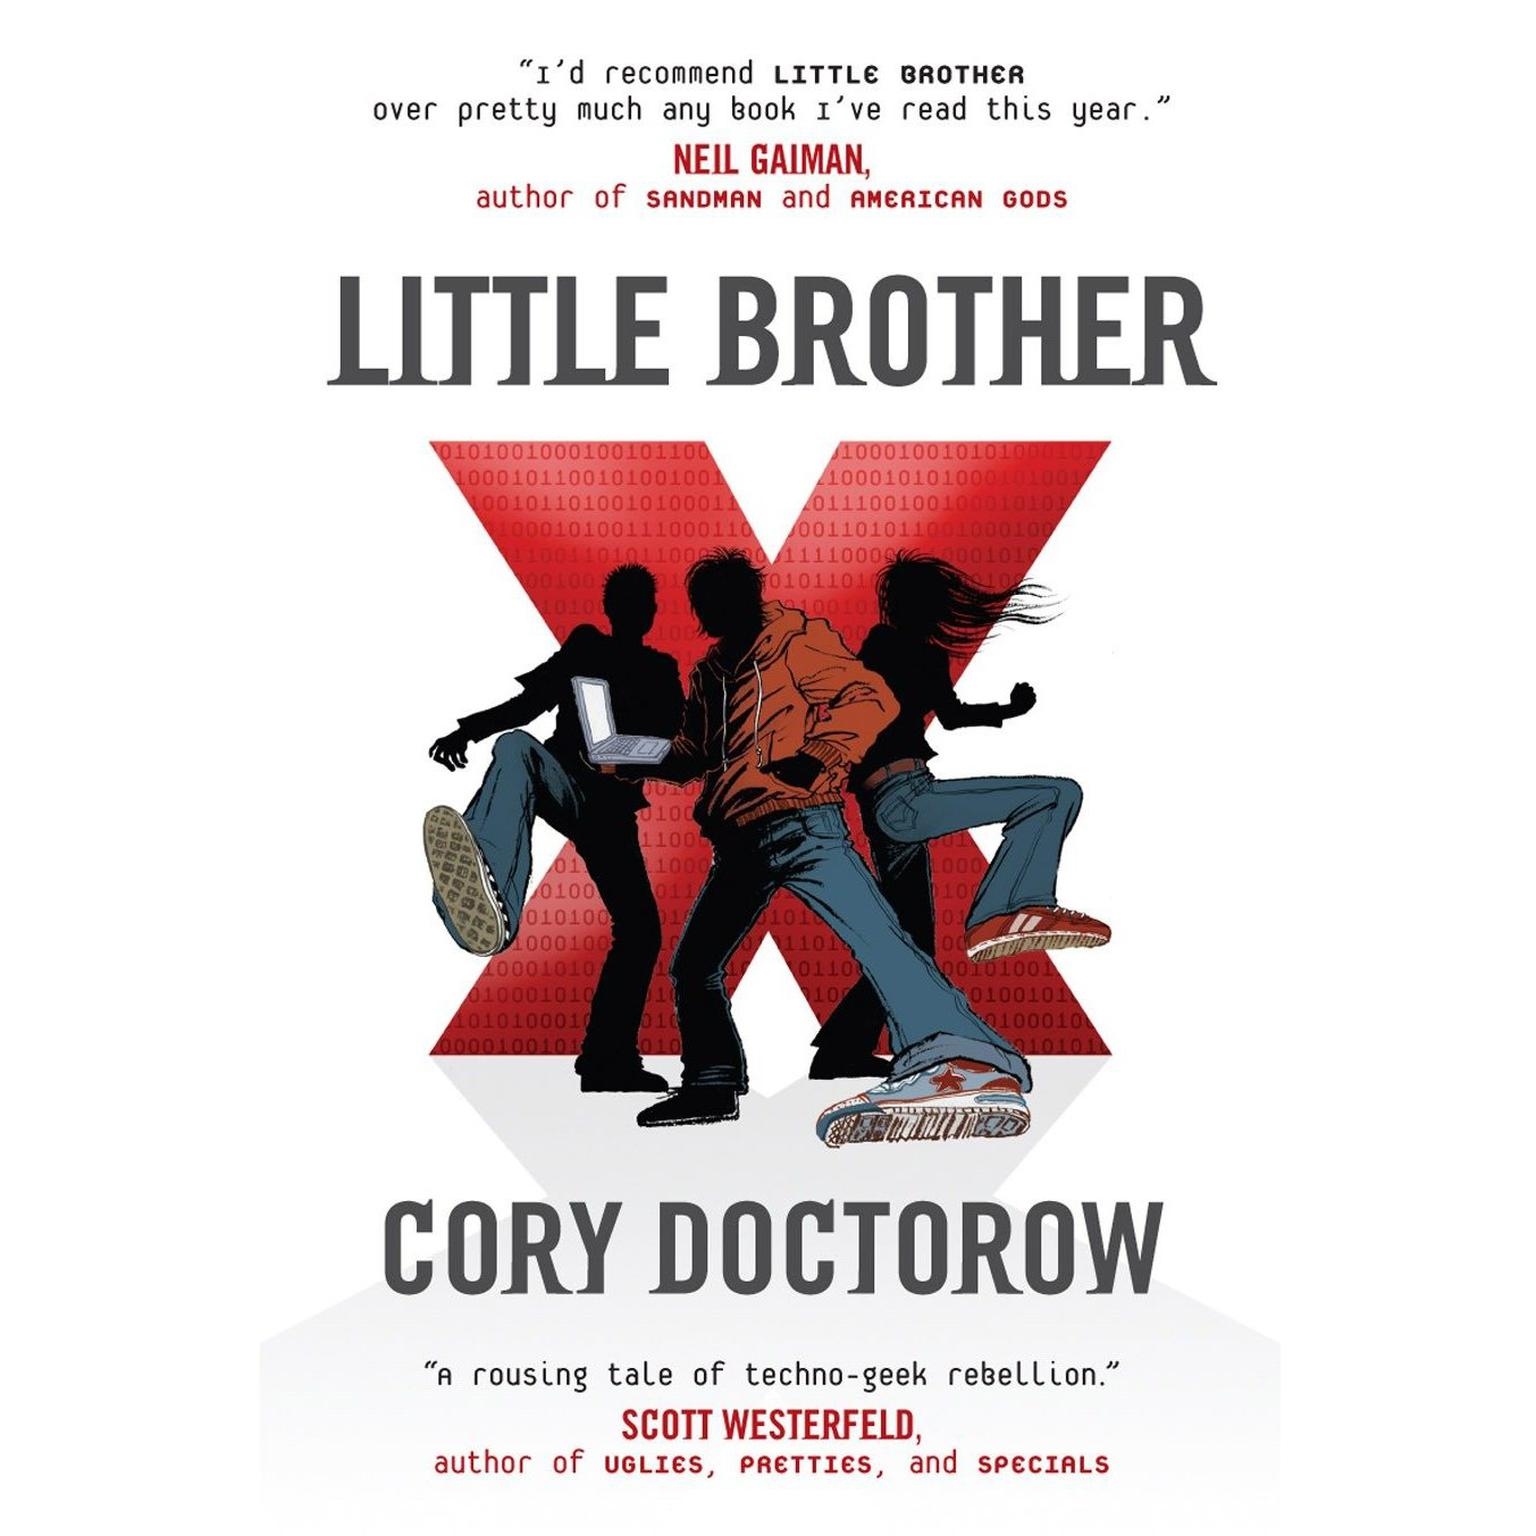 “I’d recommend LITTLE BROTHER
over pretty much any book I’ve read this year.”
NEIL GAIMAN,
author of SANDMAN and AMERICAN GODS
LITTLE BROTHER
CORY DOCTOROW
“A rousing tale of techno-geek rebellion.”
SCOTT WESTERFELD,
author of UGLIES, PRETTIES, and SPECIALS